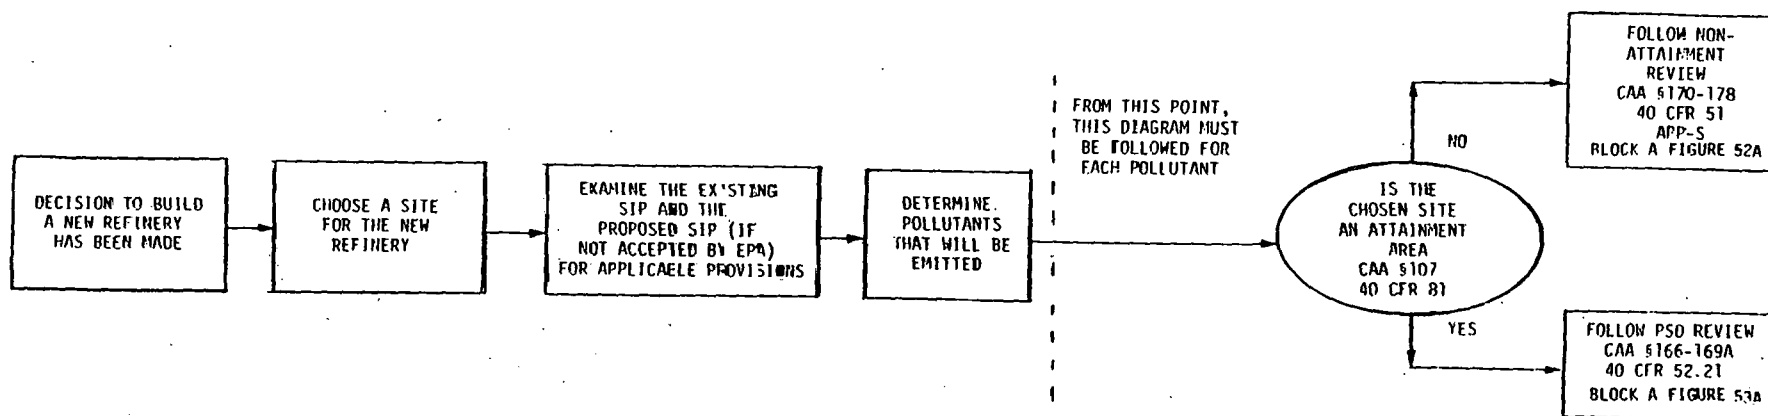 DECISION TO BUILD
A NEW REFINERY
HAS BEEN MADE
CHOOSE A SITE
FOR THE NEW
REFINERY
EXAMINE THE EXISTING
SIP AND THE
PROPOSED SIP (IF
NOT ACCEPTED BY EPA)
FOR APPLICABLE PROVISIONS
DETERMINE
POLLUTANTS
THAT WILL BE
EMITTED
FROM THIS POINT,
THIS DIAGRAM MUST
BE FOLLOWED FOR
EACH POLLUTANT
IS THE
CHOSEN SITE
AN ATTAINMENT
AREA
CAA §107
40 CFR 81
NO
FOLLOW NON-
ATTAINMENT
REVIEW
CAA §170-178
40 CFR 51
APP-S
BLOCK A FIGURE 52A
YES
FOLLOW PSD REVIEW
CAA §166-169A
40 CFR 52.21
BLOCK A FIGURE 53A